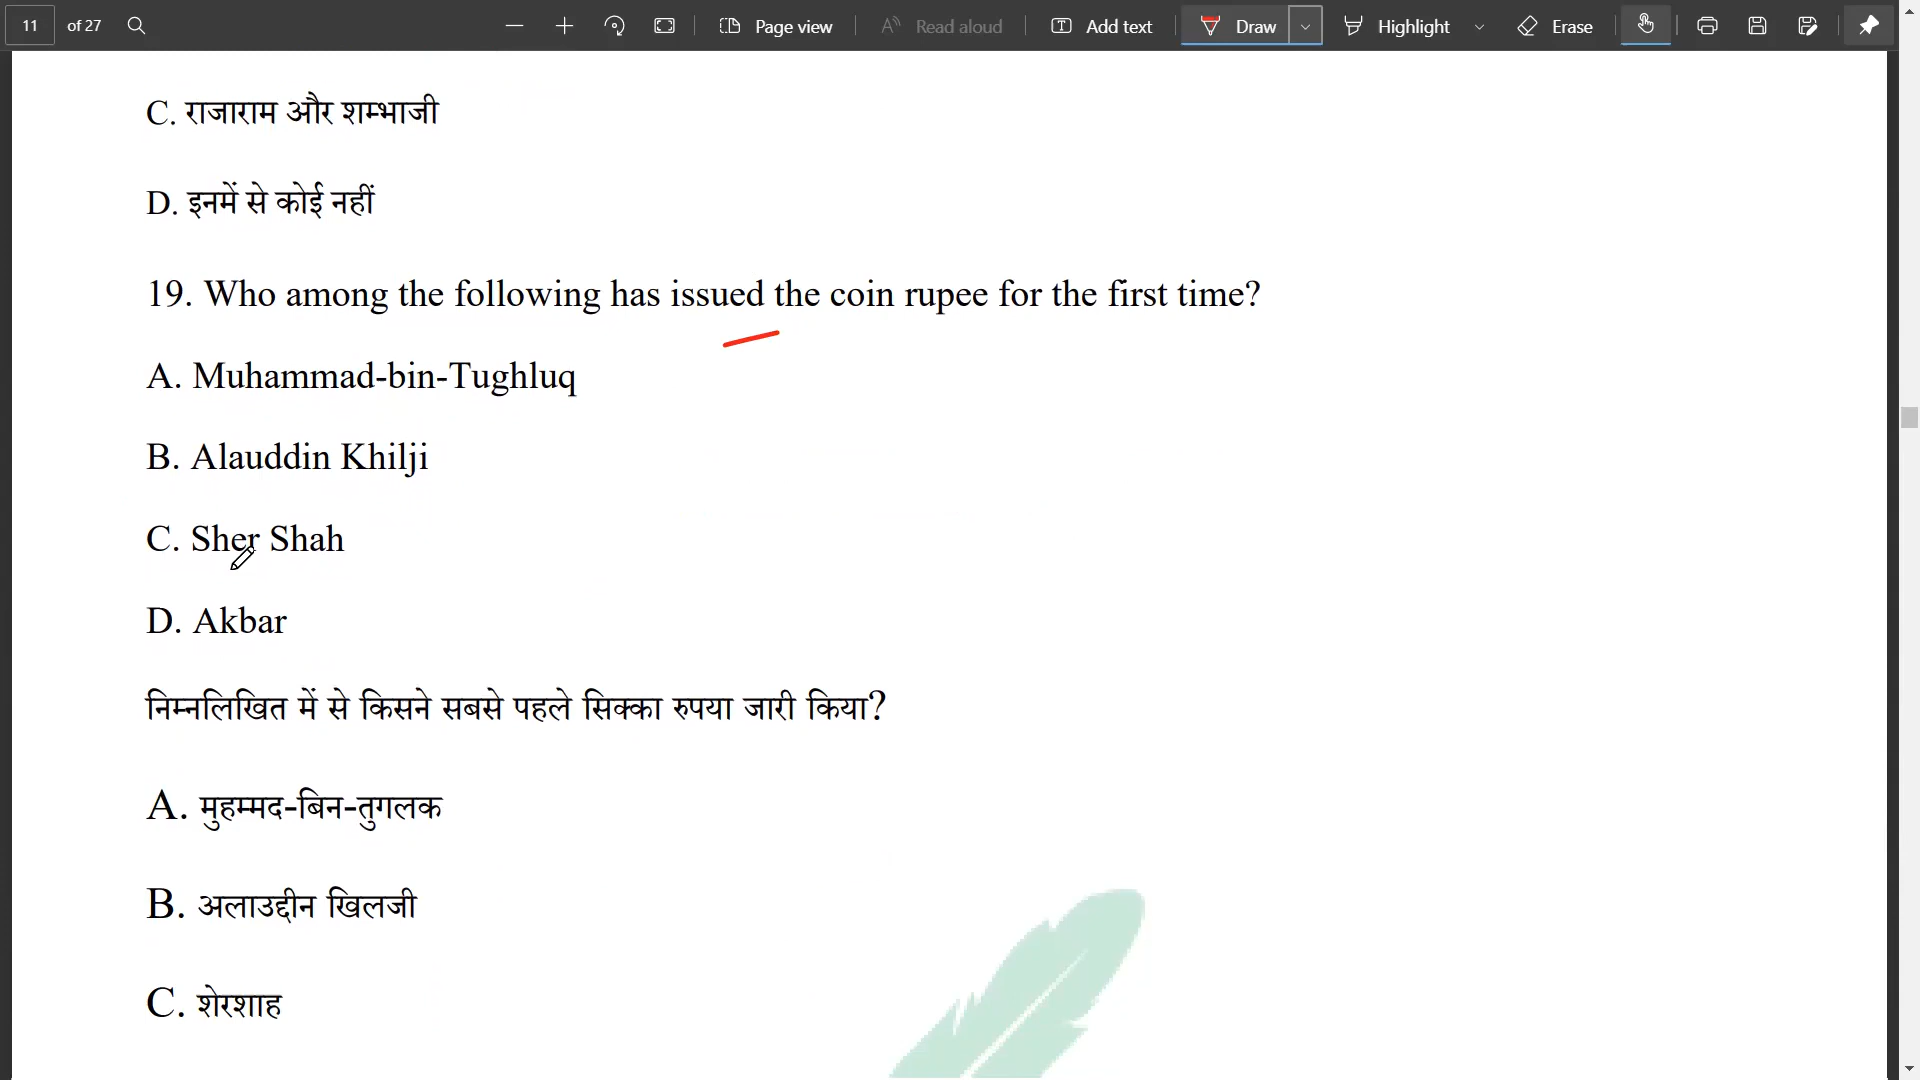 11 of 27 Page view Read aloud Add text Draw Highlight Erase
C. राजाराम और शम्भाजी
D. इनमें से कोई नहीं
19. Who among the following has issued the coin rupee for the first time?
A. Muhammad-bin-Tughluq
B. Alauddin Khilji
C. Sher Shah
D. Akbar
निम्नलिखित में से किसने सबसे पहले सिक्का रुपया जारी किया?
A. मुहम्मद-बिन-तुगलक
B. अलाउद्दीन खिलजी
C. शेरशाह